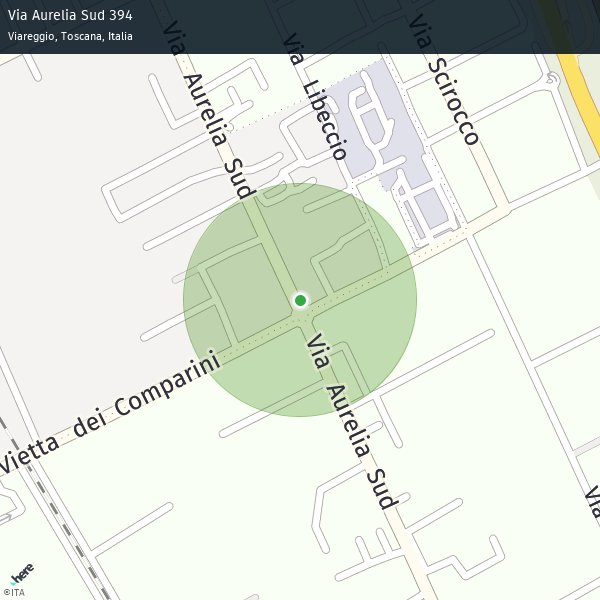 Via Aurelia Sud 394
Viareggio, Toscana, Italia
Via Aurelia Sud
Via Libeccio
Via Scirocco
Via Aurelia Sud
Vietta dei Comparini
Via
here
©ITA